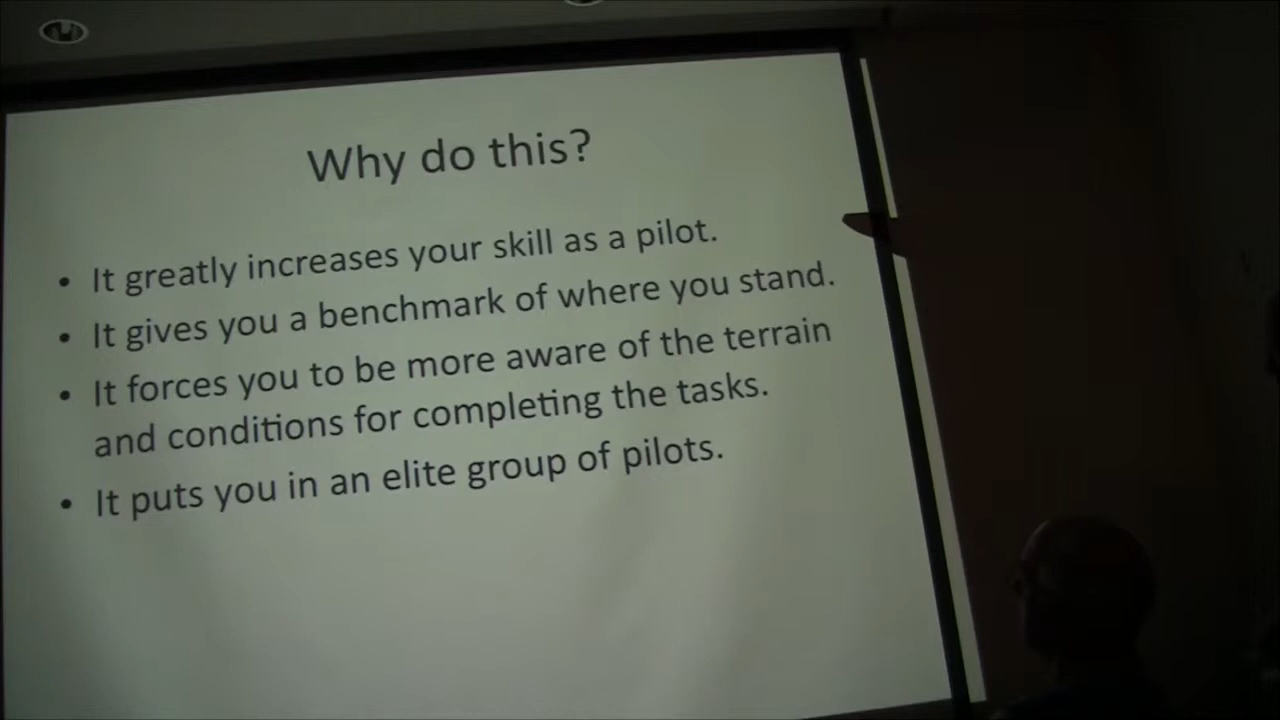 Why do this?
• It greatly increases your skill as a pilot.
• It gives you a benchmark of where you stand.
• It forces you to be more aware of the terrain
and conditions for completing the tasks.
• It puts you in an elite group of pilots.